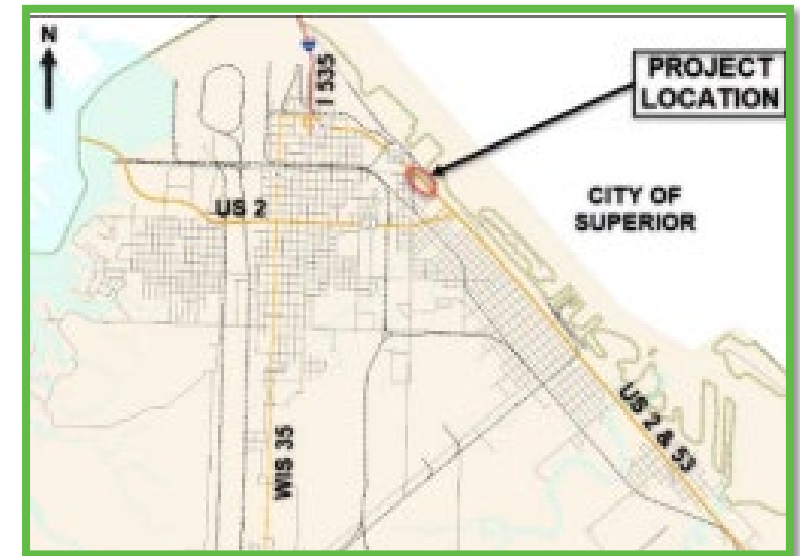 N
I 535
PROJECT
LOCATION
CITY OF
SUPERIOR
US 2
US 2 & 53
WIS 35